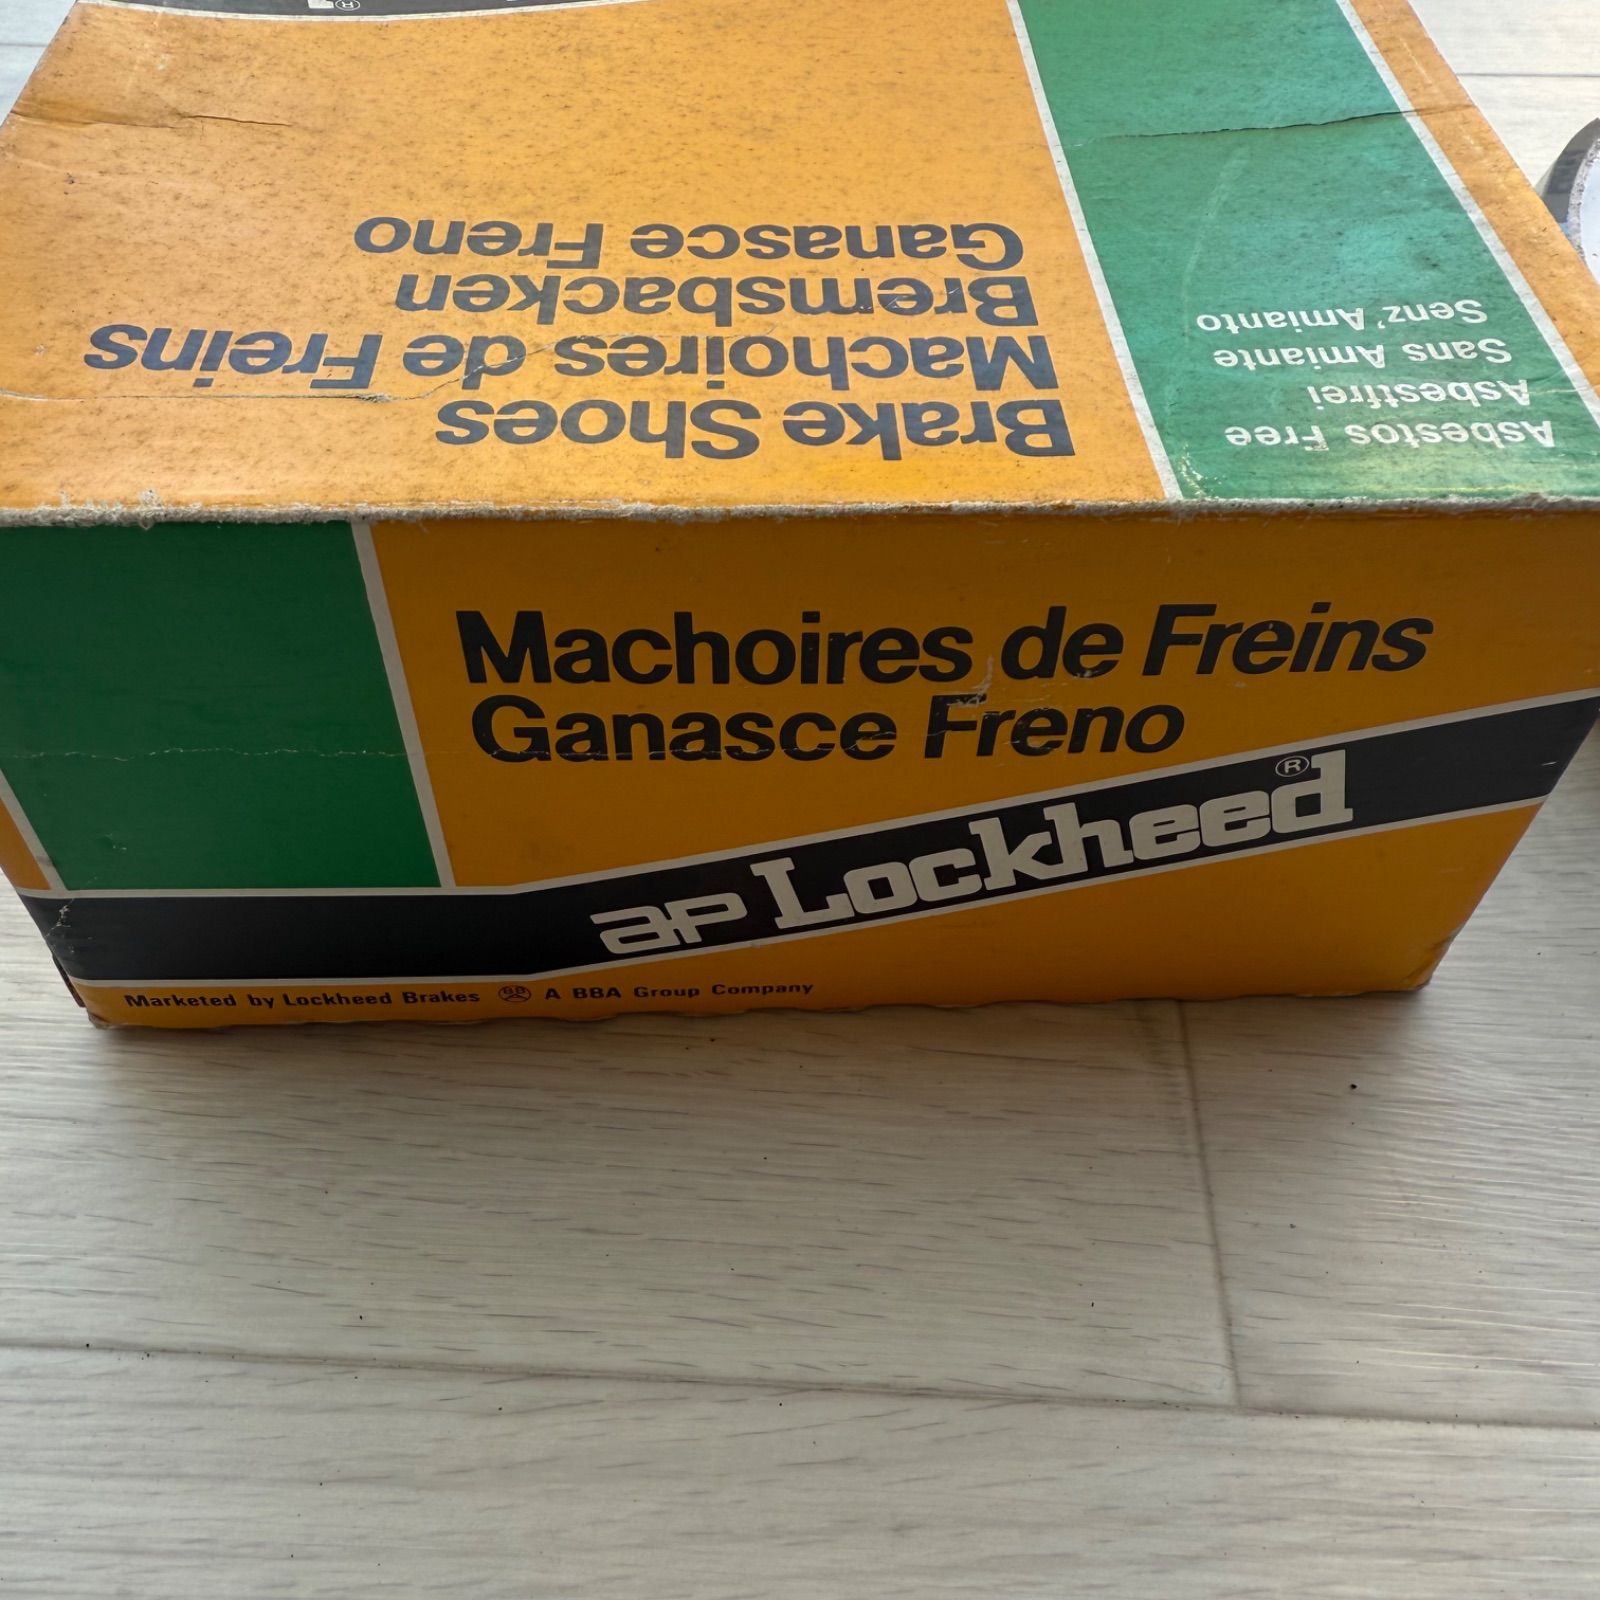 ®
Brake Shoes
Machoires de Freins
Bremsbacken
Ganasce Freno
Asbestos Free
Asbestfrei
Sans Amiante
Senz' Amianto
Machoires de Freins
Ganasce Freno
AP Lockheed®
Marketed by Lockheed Brakes BBA A BBA Group Company